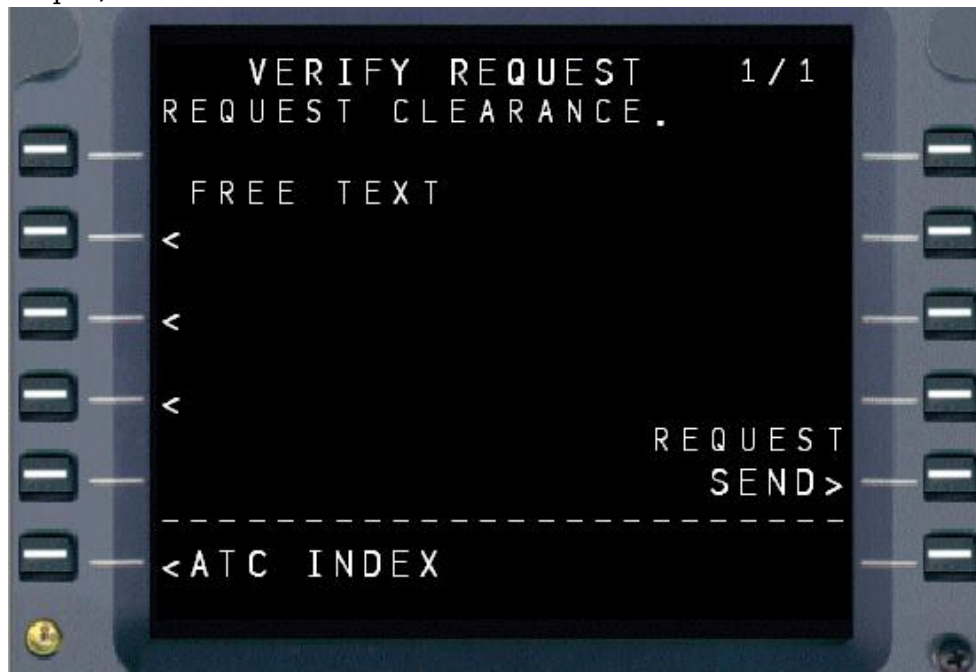 VERIFY REQUEST 1/1
REQUEST CLEARANCE.
FREE TEXT
<
<
<
REQUEST
SEND>
<ATC INDEX